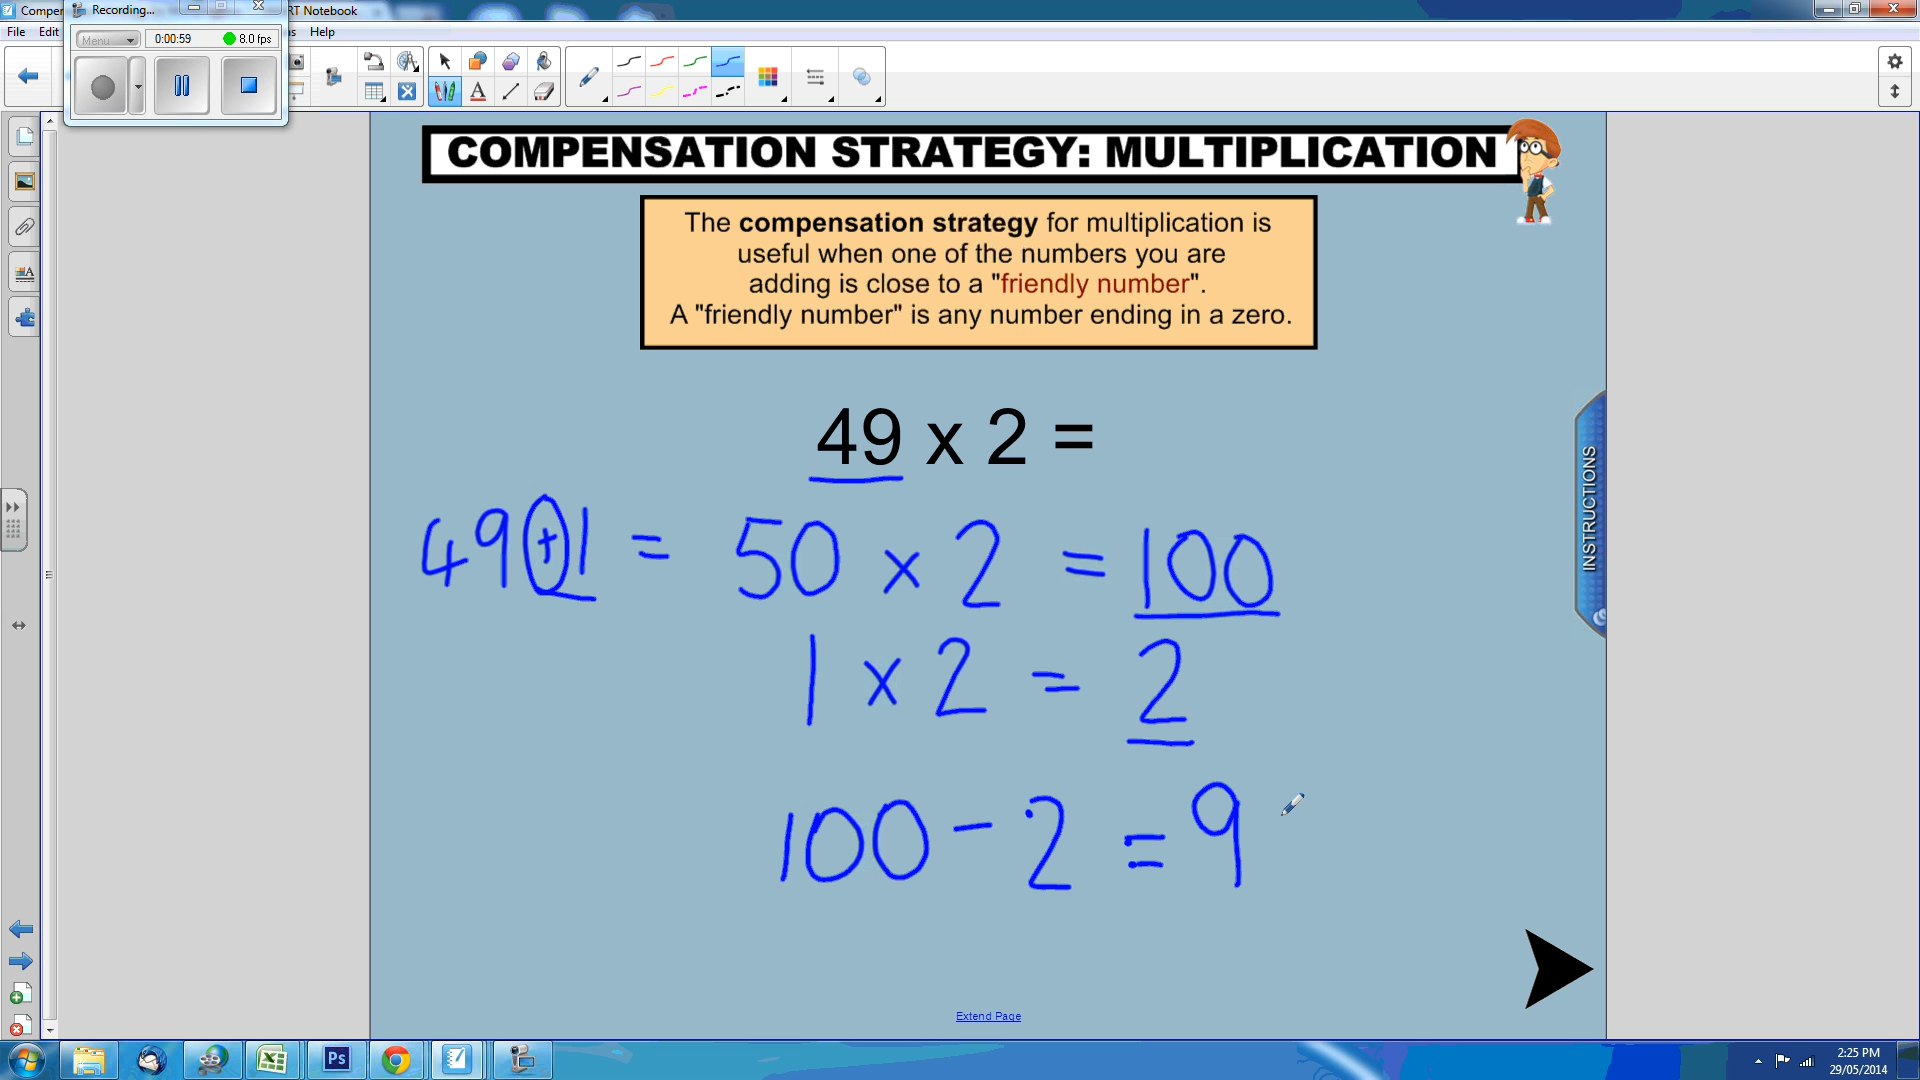 Compen
RT Notebook
Recording...
File Edit
ns Help
Menu
0:00:59
8.0 fps
COMPENSATION STRATEGY: MULTIPLICATION
The compensation strategy for multiplication is
useful when one of the numbers you are
adding is close to a "friendly number".
A "friendly number" is any number ending in a zero.
49 x 2 =
49+1 = 50 x 2 = 100
1 x 2 = 2
100 - 2 = 9
INSTRUCTIONS
Extend Page
Ps
2:25 PM
29/05/2014